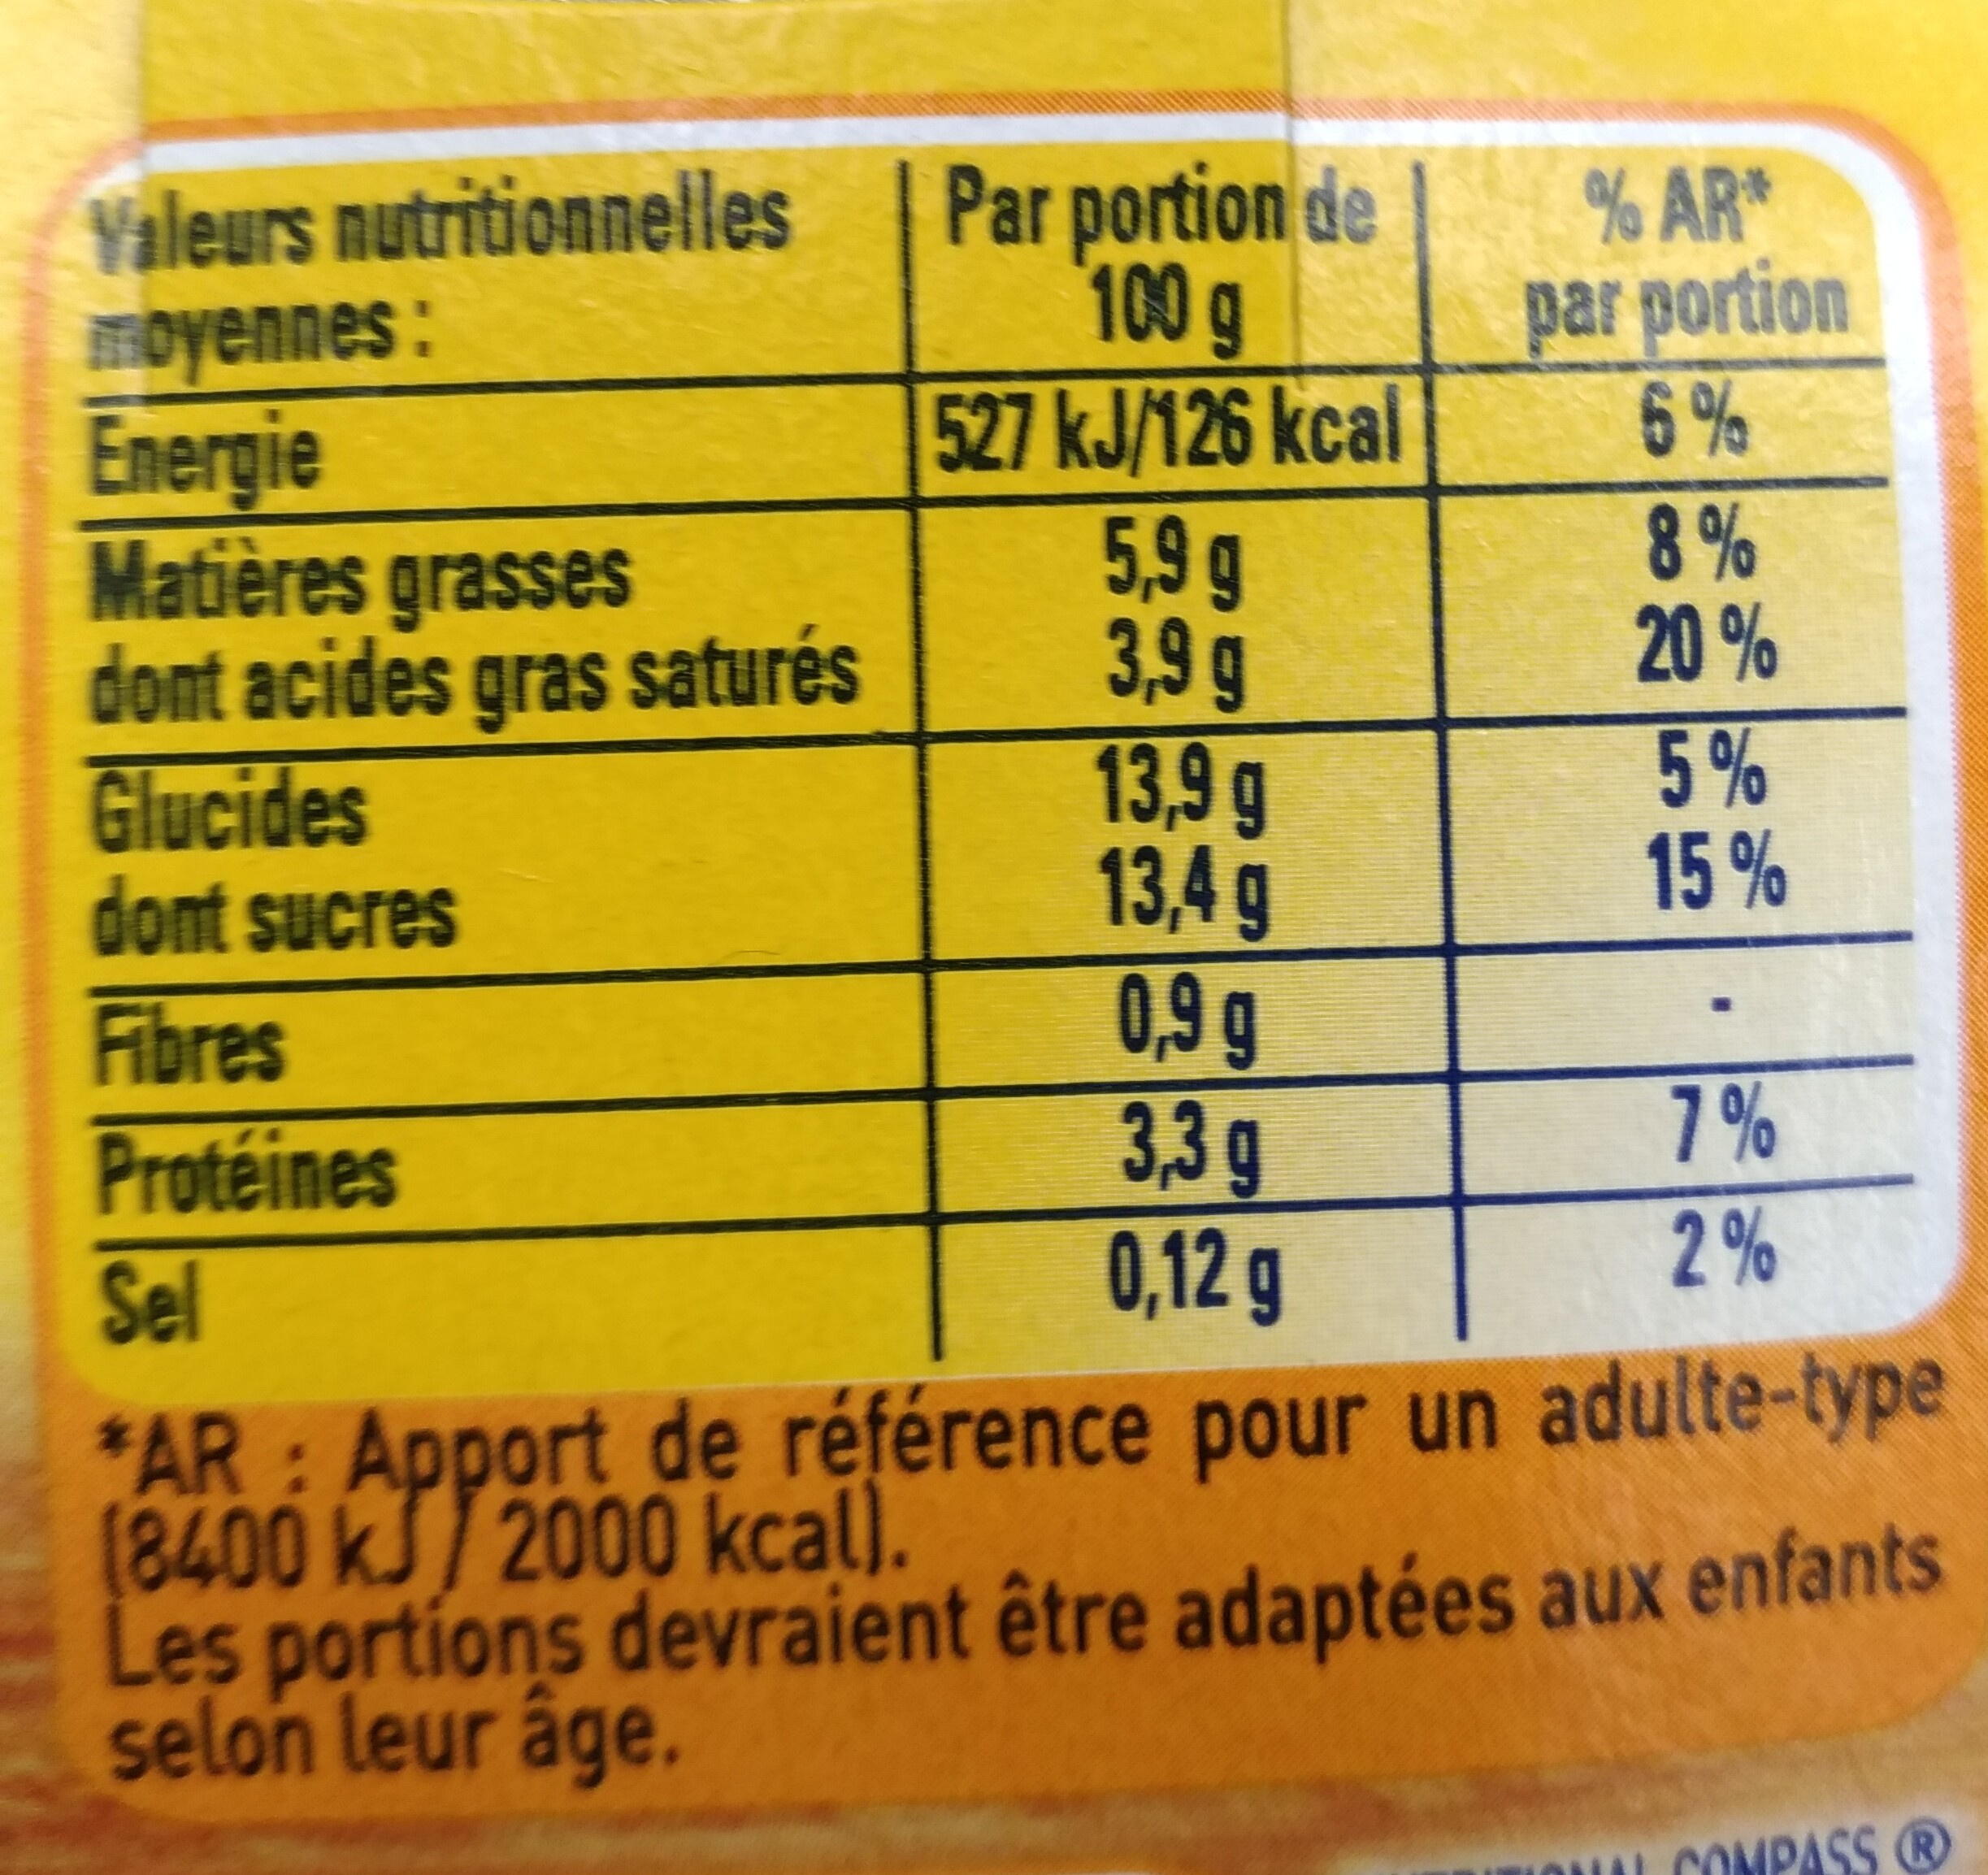 Valeurs nutritionnelles moyennes : Par portion de 100 g % AR* par portion
Energie 527 kJ/126 kcal 6 %
Matières grasses 5,9 g 8 %
dont acides gras saturés 3,9 g 20 %
Glucides 13,9 g 5 %
dont sucres 13,4 g 15 %
Fibres 0,9 g -
Protéines 3,3 g 7 %
Sel 0,12 g 2 %
*AR : Apport de référence pour un adulte-type
(8400 kJ / 2000 kcal).
Les portions devraient être adaptées aux enfants
selon leur âge.
COMPASS ®